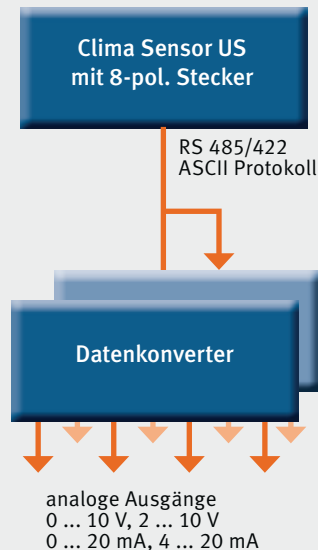 Clima Sensor US
mit 8-pol. Stecker
RS 485/422
ASCII Protokoll
Datenkonverter
analoge Ausgänge
0 ... 10 V, 2 ... 10 V
0 ... 20 mA, 4 ... 20 mA